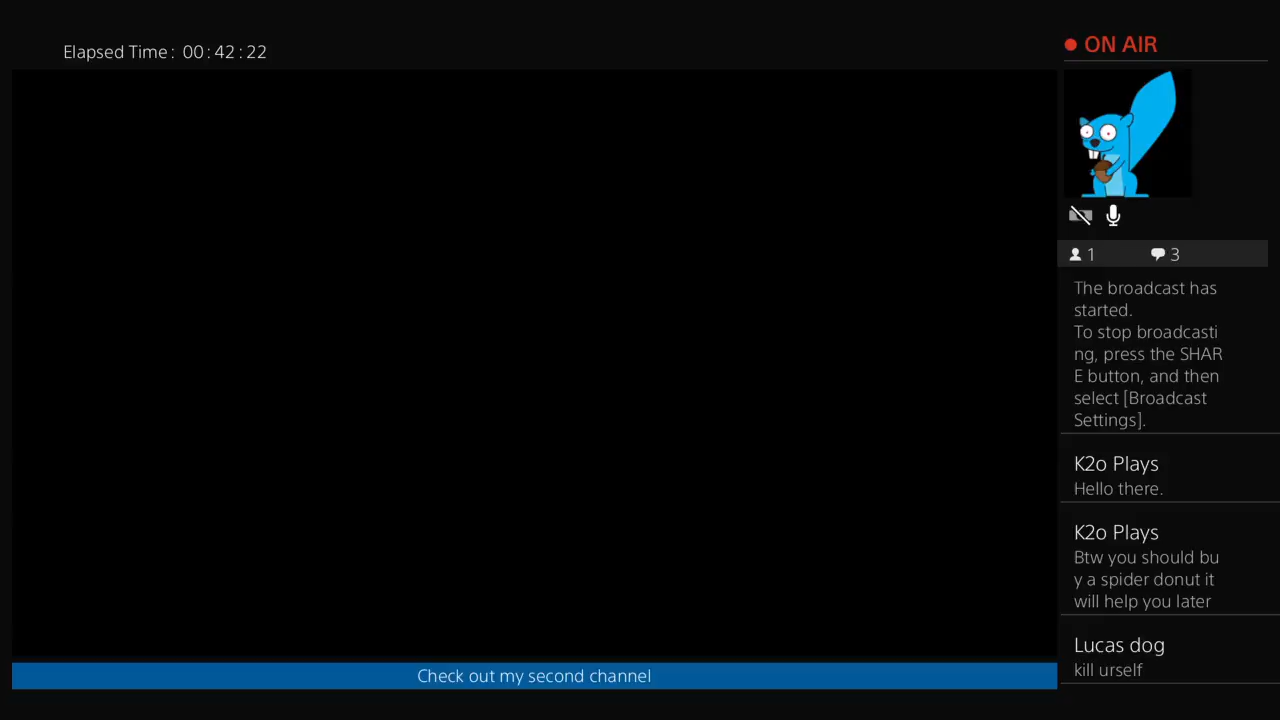 Elapsed Time: 00:42:22
ON AIR
1 3
The broadcast has
started.
To stop broadcasti
ng, press the SHAR
E button, and then
select [Broadcast
Settings].
K2o Plays
Hello there.
K2o Plays
Btw you should bu
y a spider donut it
will help you later
Lucas dog
kill urself
Check out my second channel